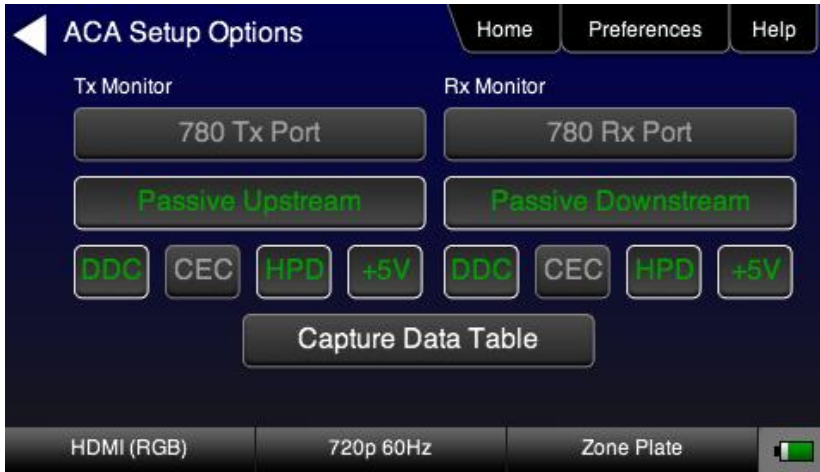 ACA Setup Options
Home
Preferences
Help
Tx Monitor
Rx Monitor
780 Tx Port
780 Rx Port
Passive Upstream
Passive Downstream
DDC
CEC
HPD
+5V
DDC
CEC
HPD
+5V
Capture Data Table
HDMI (RGB)
720p 60Hz
Zone Plate